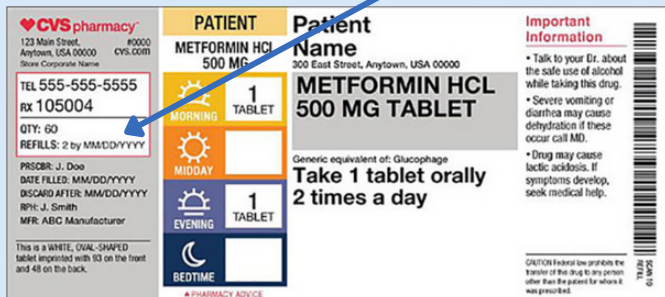 CVS pharmacy
123 Main Street, #0000
Anytown, USA 00000 CVS.com
Store Corporate Name
TEL 555-555-5555
RX 105004
QTY: 60
REFILLS: 2 by MM/DD/YYYY
PRSCBR: J. Doe
DATE FILLED: MM/DD/YYYY
DISCARD AFTER: MM/DD/YYYY
RPH: J. Smith
MFR: ABC Manufacturer
This is a WHITE, OVAL-SHAPED
tablet imprinted with 93 on the front
and 48 on the back.
PATIENT
METFORMIN HCL
500 MG
MORNING
1
TABLET
MIDDAY
EVENING
1
TABLET
BEDTIME
PHARMACY ADVICE
Patient
Name
300 East Street, Anytown, USA 00000
METFORMIN HCL
500 MG TABLET
Generic equivalent of: Glucophage
Take 1 tablet orally
2 times a day
Important
Information
• Talk to your Dr. about
the safe use of alcohol
while taking this drug.
• Severe vomiting or
diarrhea may cause
dehydration if these
occur call MD.
• Drug may cause
lactic acidosis. If
symptoms develop,
seek medical help.
CAUTION Federal law prohibits the
transfer of this drug to any person
other than the patient for whom it
was prescribed.
SCAN TO
REFILL